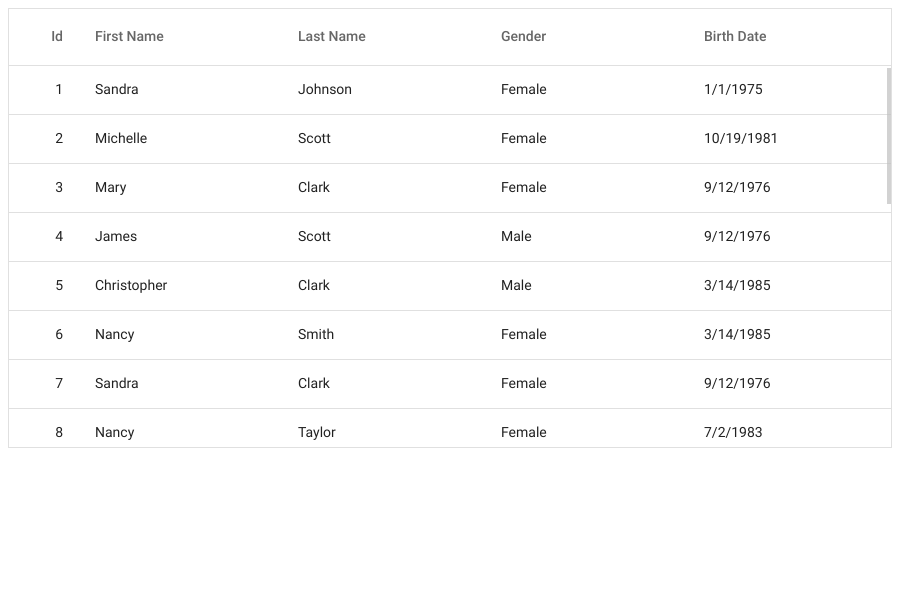 Id First Name Last Name Gender Birth Date
1 Sandra Johnson Female 1/1/1975
2 Michelle Scott Female 10/19/1981
3 Mary Clark Female 9/12/1976
4 James Scott Male 9/12/1976
5 Christopher Clark Male 3/14/1985
6 Nancy Smith Female 3/14/1985
7 Sandra Clark Female 9/12/1976
8 Nancy Taylor Female 7/2/1983